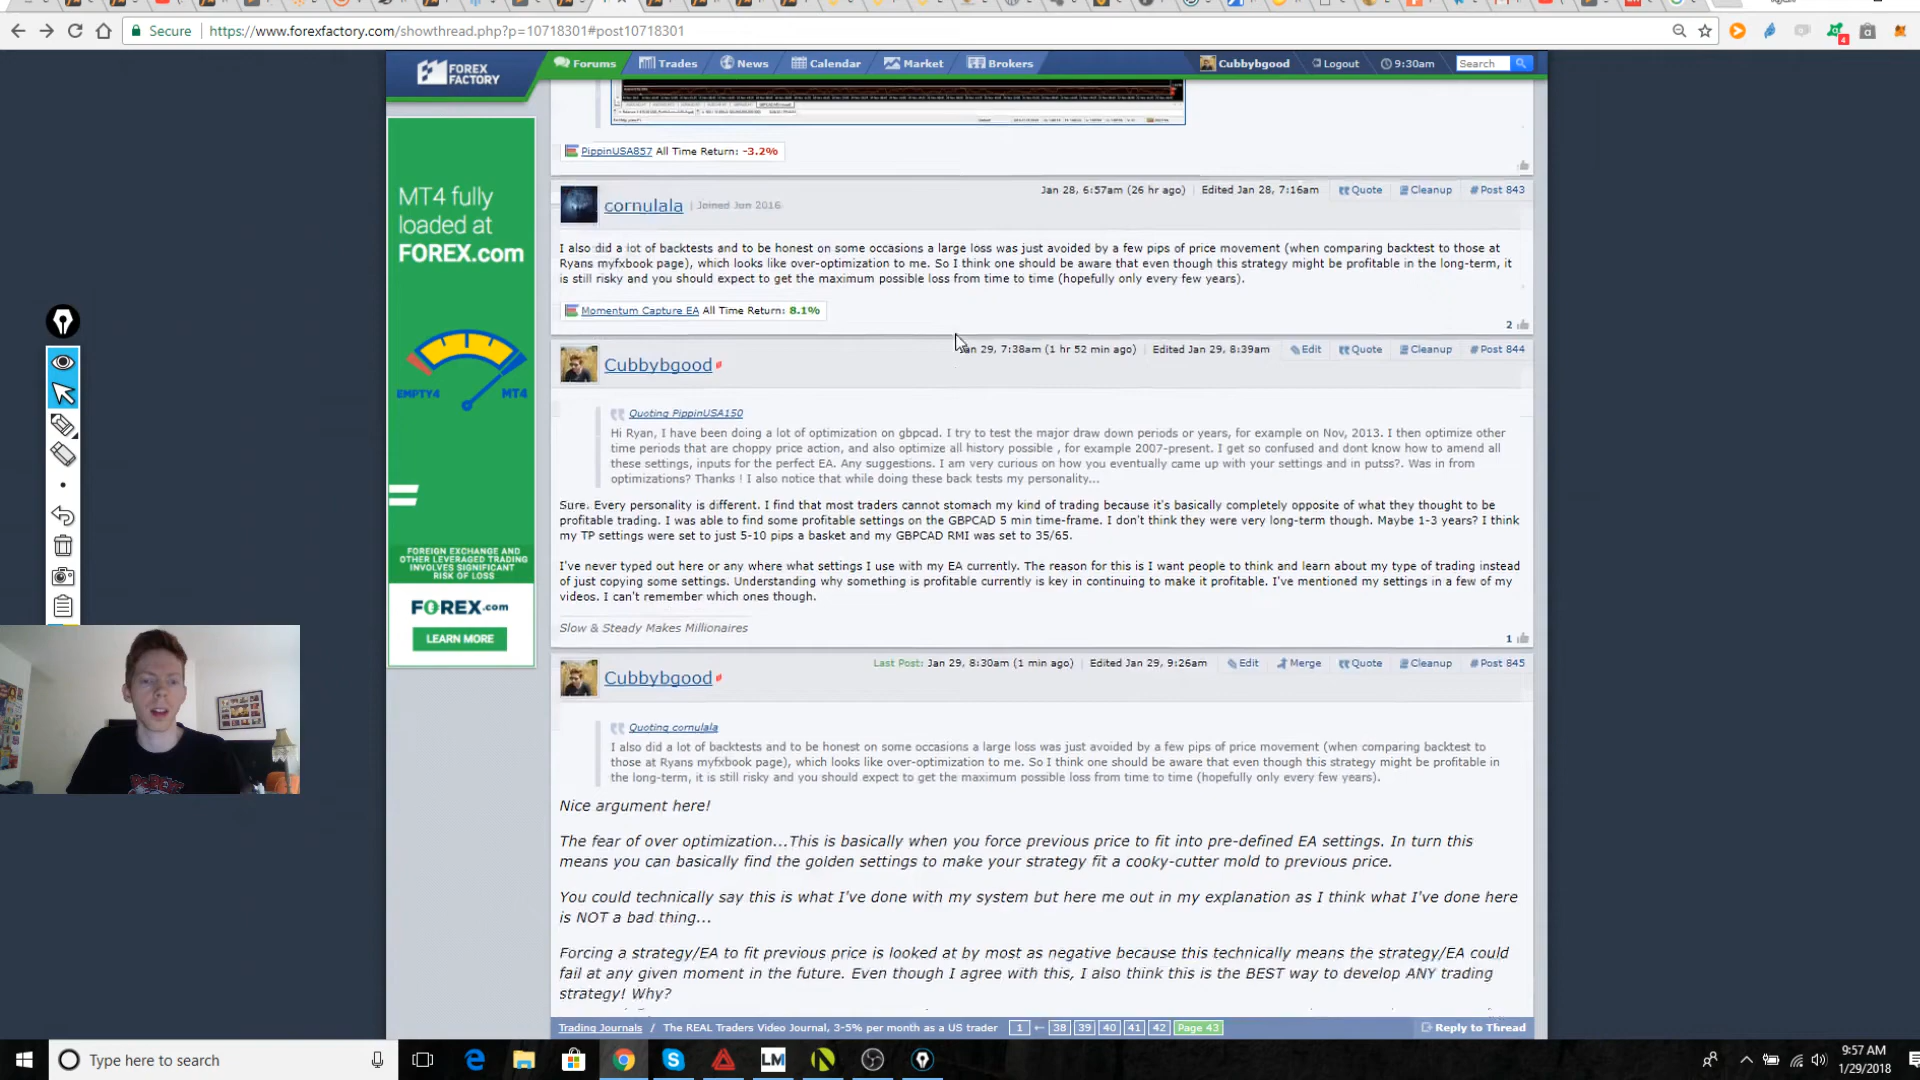 Secure https://www.forexfactory.com/showthread.php?p=10718301#post10718301
4
FOREX FACTORY
Forums Trades News Calendar Market Brokers Cubbybgood Logout 9:30am Search
MT4 fully
loaded at
FOREX.com
EMPTY4 MT4
FOREIGN EXCHANGE AND
OTHER LEVERAGED TRADING
INVOLVES SIGNIFICANT
RISK OF LOSS
FOREX.com
LEARN MORE
PippinUSA857 All Time Return: -3.2%
Jan 28, 6:57am (26 hr ago) Edited Jan 28, 7:16am Quote Cleanup #Post 843
cornulala | Joined Jun 2016
I also did a lot of backtests and to be honest on some occasions a large loss was just avoided by a few pips of price movement (when comparing backtest to those at
Ryans myfxbook page), which looks like over-optimization to me. So I think one should be aware that even though this strategy might be profitable in the long-term, it
is still risky and you should expect to get the maximum possible loss from time to time (hopefully only every few years).
Momentum Capture EA All Time Return: 8.1%
2
Jan 29, 7:38am (1 hr 52 min ago) Edited Jan 29, 8:39am Edit Quote Cleanup #Post 844
Cubbybgood
Quoting PippinUSA150
Hi Ryan, I have been doing a lot of optimization on gbpcad. I try to test the major draw down periods or years, for example on Nov, 2013. I then optimize other
time periods that are choppy price action, and also optimize all history possible , for example 2007-present. I get so confused and dont know how to amend all
these settings, inputs for the perfect EA. Any suggestions. I am very curious on how you eventually came up with your settings and in putss?. Was in from
optimizations? Thanks ! I also notice that while doing these back tests my personality...
Sure. Every personality is different. I find that most traders cannot stomach my kind of trading because it's basically completely opposite of what they thought to be
profitable trading. I was able to find some profitable settings on the GBPCAD 5 min time-frame. I don't think they were very long-term though. Maybe 1-3 years? I think
my TP settings were set to just 5-10 pips a basket and my GBPCAD RMI was set to 35/65.
I've never typed out here or any where what settings I use with my EA currently. The reason for this is I want people to think and learn about my type of trading instead
of just copying some settings. Understanding why something is profitable currently is key in continuing to make it profitable. I've mentioned my settings in a few of my
videos. I can't remember which ones though.
Slow & Steady Makes Millionaires
1
Last Post: Jan 29, 8:30am (1 min ago) Edited Jan 29, 9:26am Edit Merge Quote Cleanup #Post 845
Cubbybgood
Quoting cornulala
I also did a lot of backtests and to be honest on some occasions a large loss was just avoided by a few pips of price movement (when comparing backtest to
those at Ryans myfxbook page), which looks like over-optimization to me. So I think one should be aware that even though this strategy might be profitable in
the long-term, it is still risky and you should expect to get the maximum possible loss from time to time (hopefully only every few years).
Nice argument here!
The fear of over optimization...This is basically when you force previous price to fit into pre-defined EA settings. In turn this
means you can basically find the golden settings to make your strategy fit a cooky-cutter mold to previous price.
You could technically say this is what I've done with my system but here me out in my explanation as I think what I've done here
is NOT a bad thing...
Forcing a strategy/EA to fit previous price is looked at by most as negative because this technically means the strategy/EA could
fail at any given moment in the future. Even though I agree with this, I also think this is the BEST way to develop ANY trading
strategy! Why?
Trading Journals / The REAL Traders Video Journal, 3-5% per month as a US trader 1 ← 38 39 40 41 42 Page 43 Reply to Thread
Type here to search
LM
9:57 AM
1/29/2018